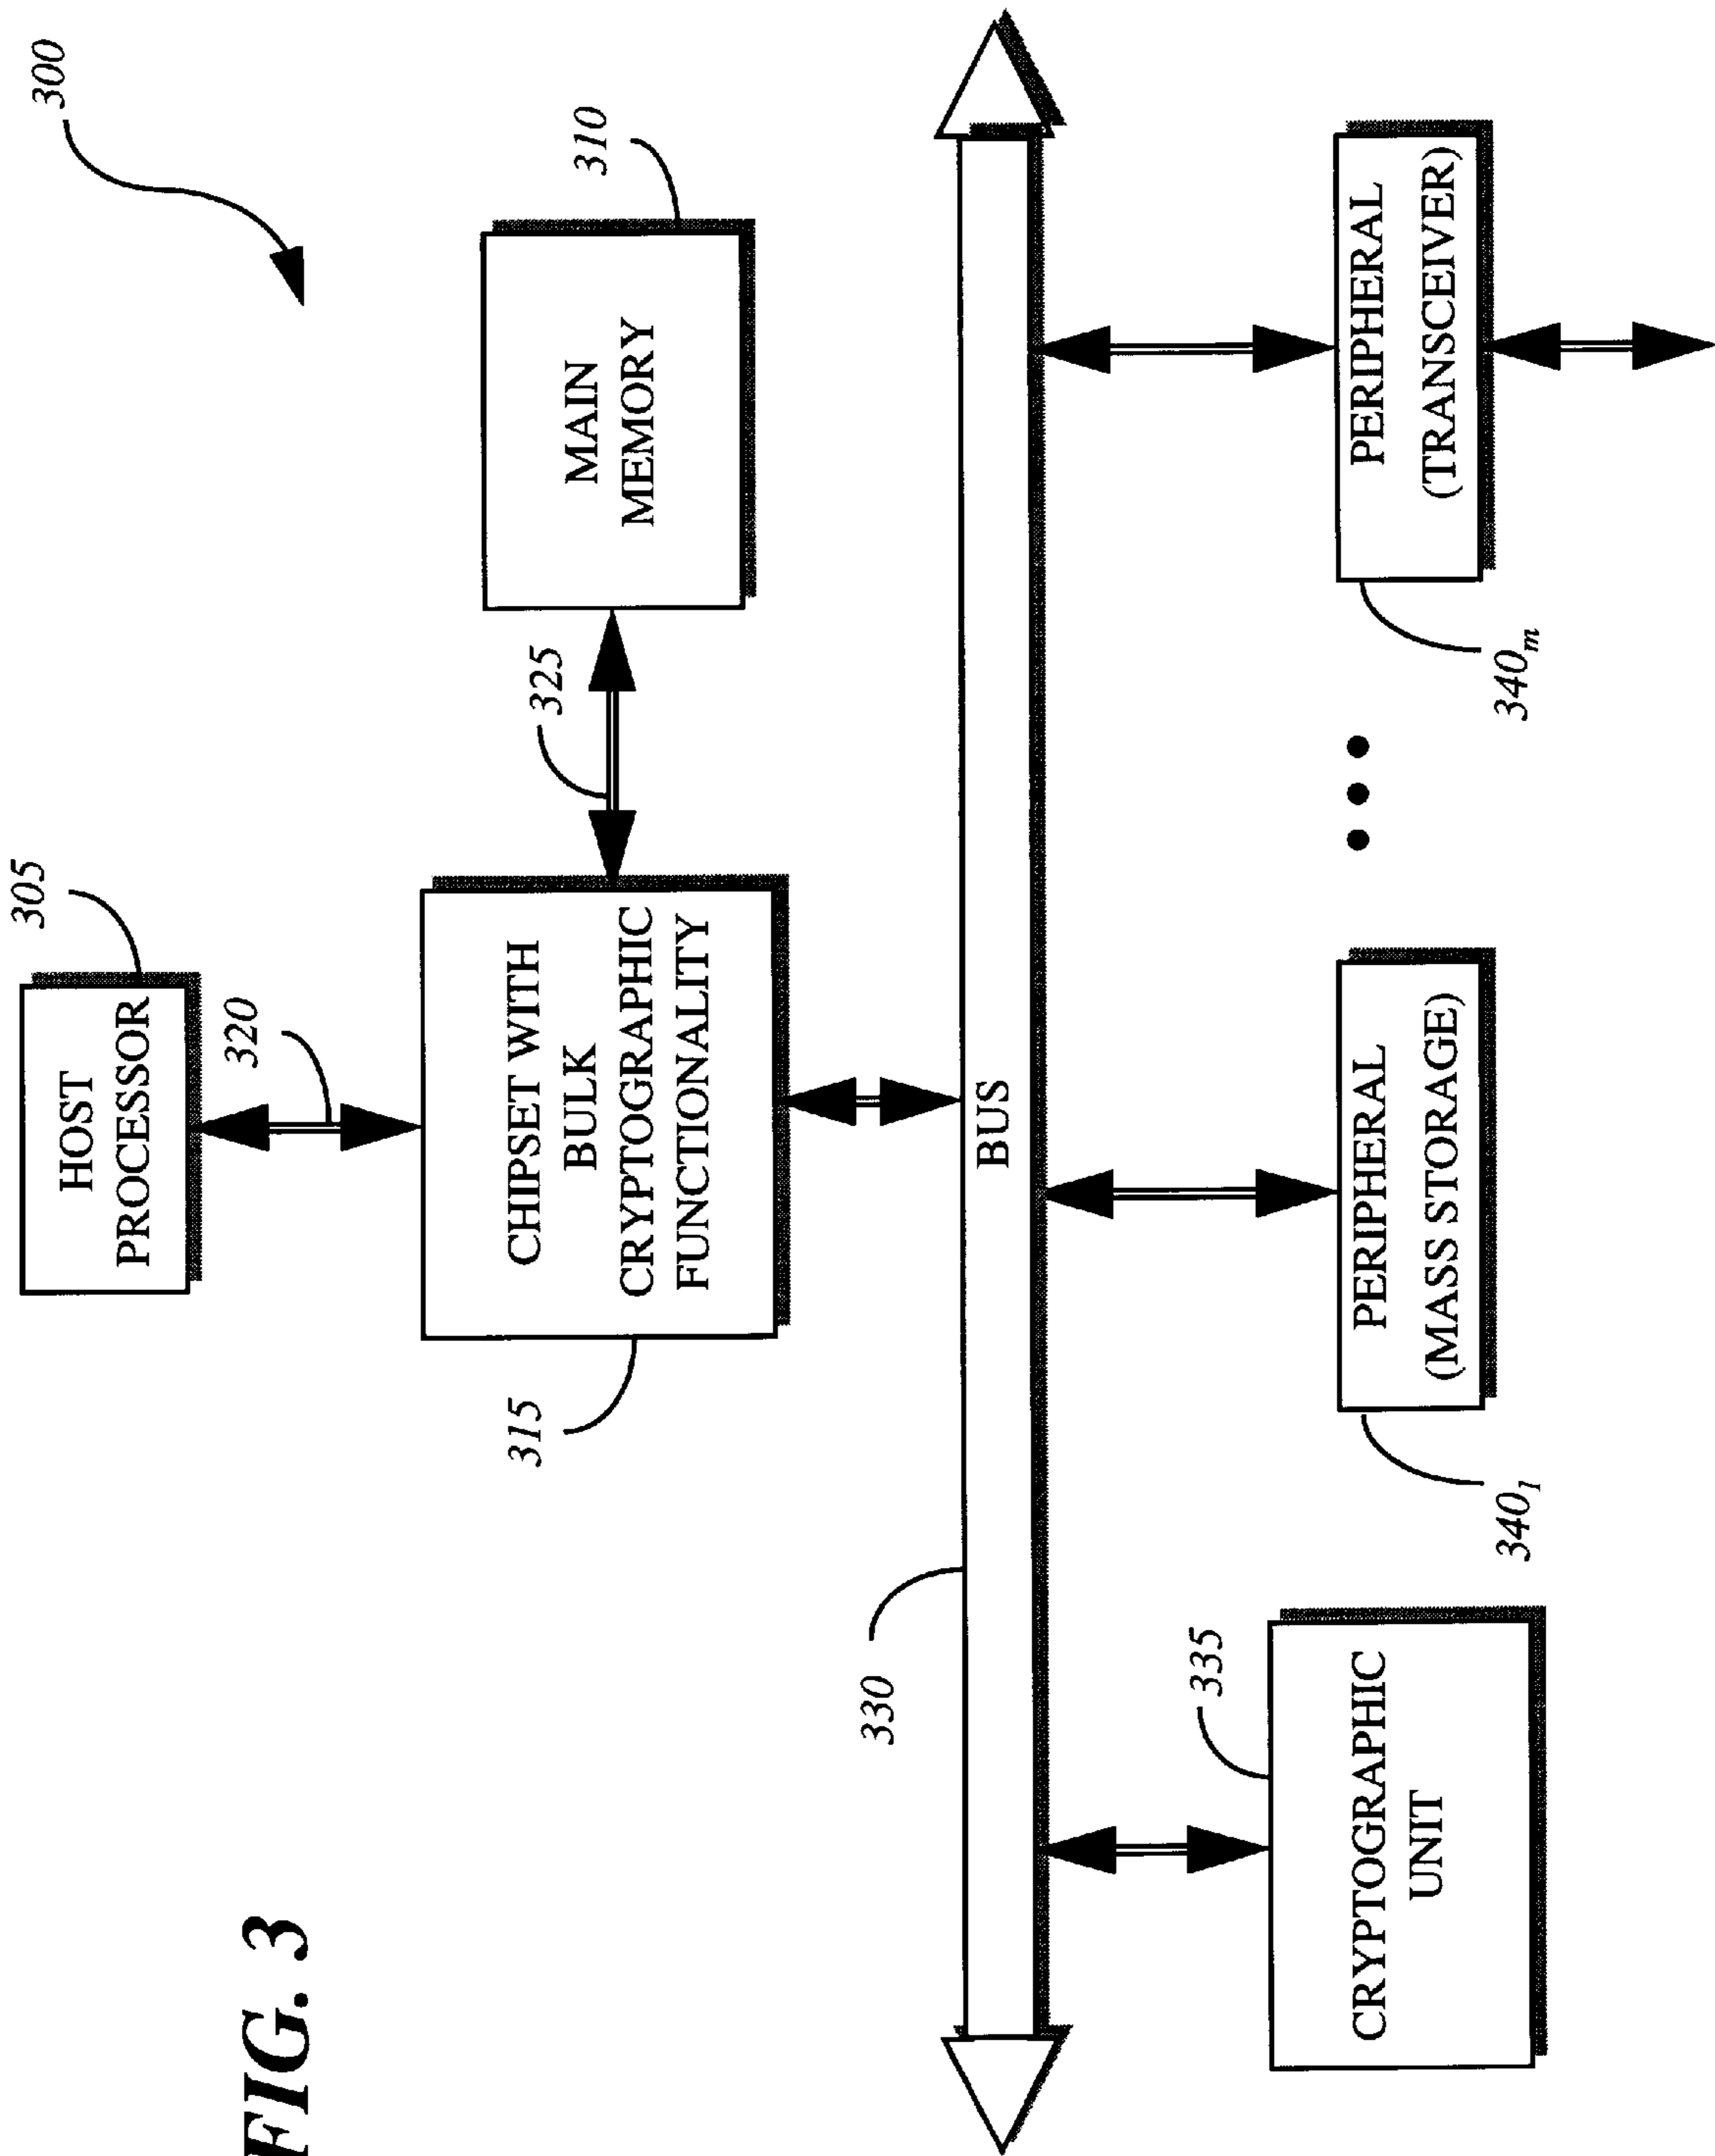 FIG. 3
300
305
HOST
PROCESSOR
320
310
MAIN
MEMORY
325
315
CHIPSET WITH
BULK
CRYPTOGRAPHIC
FUNCTIONALITY
330
BUS
335
CRYPTOGRAPHIC
UNIT
340₁
PERIPHERAL
(MASS STORAGE)
340ₘ
PERIPHERAL
(TRANSCEIVER)